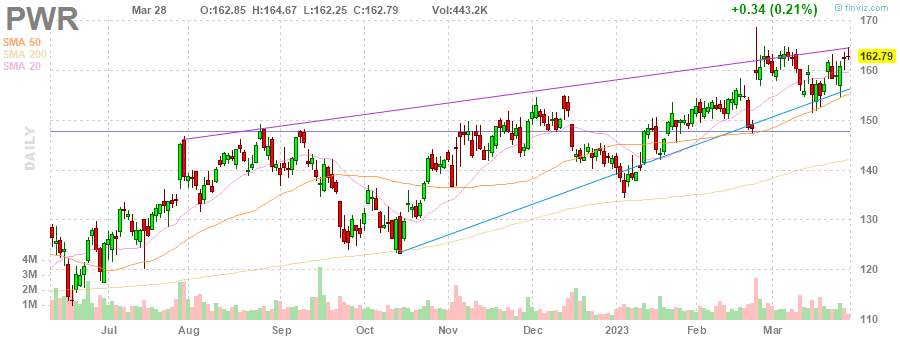 PWR Mar 28 O:162.85 H:164.67 L:162.25 C:162.79 Vol:443.2K +0.34 (0.21%) © finviz.com
SMA 50
SMA 200
SMA 20
DAILY
170
162.79
160
150
140
130
120
110
4M
3M
2M
1M
Jul Aug Sep Oct Nov Dec 2023 Feb Mar